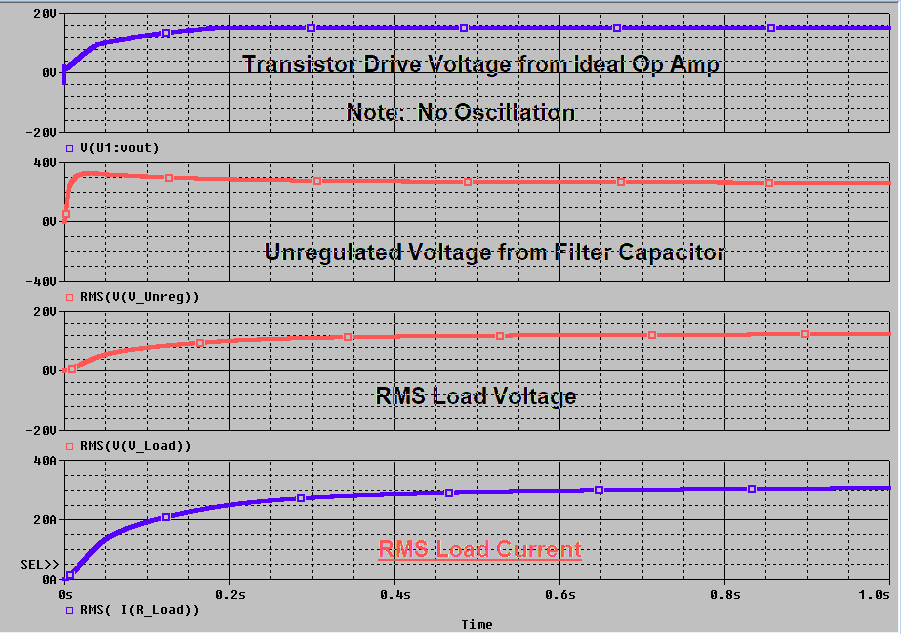 20V
Transistor Drive Voltage from Ideal Op Amp
0V
Note: No Oscillation
-20V
V(U1:vout)
40V
0V
Unregulated Voltage from Filter Capacitor
-40V
RMS(V(V_Unreg))
20V
0V
RMS Load Voltage
-20V
RMS(V(V_Load))
40A
20A
RMS Load Current
SEL>>
0A
0s 0.2s 0.4s 0.6s 0.8s 1.0s
RMS( I(R_Load))
Time